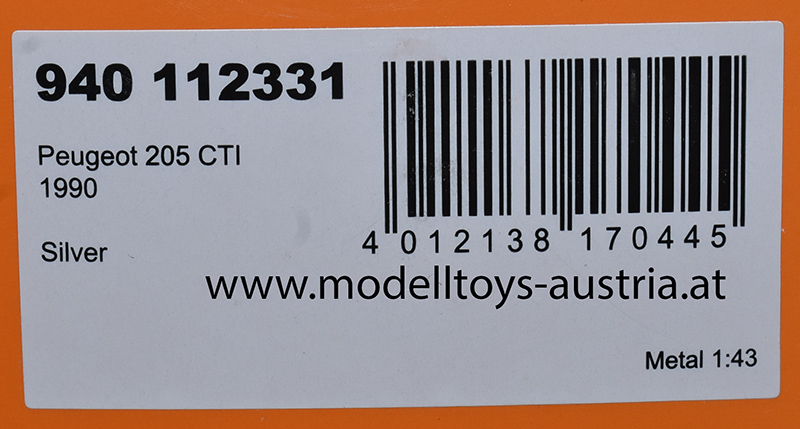 940 112331
Peugeot 205 CTI
1990
Silver
4 012138 170445
www.modelltoys-austria.at
Metal 1:43